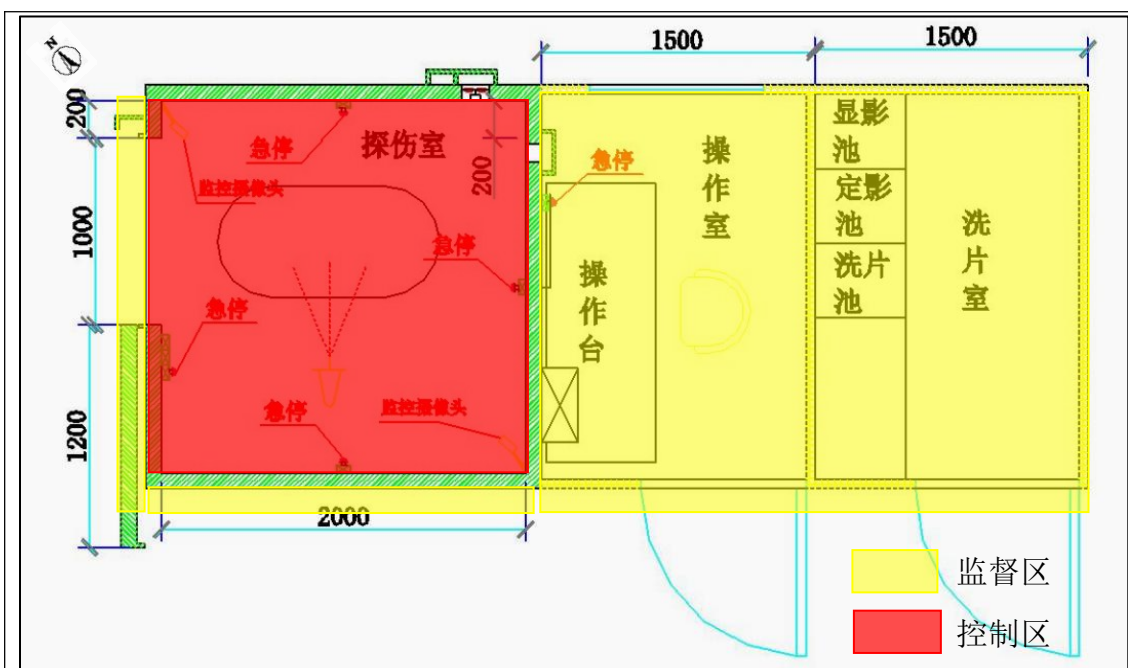 N
1500
1500
200
急停
探伤室
200
监控摄像头
急停
操作室
显影池
定影池
洗片池
洗片室
1000
急停
急停
操作台
1200
急停
监控摄像头
2000
监督区
控制区